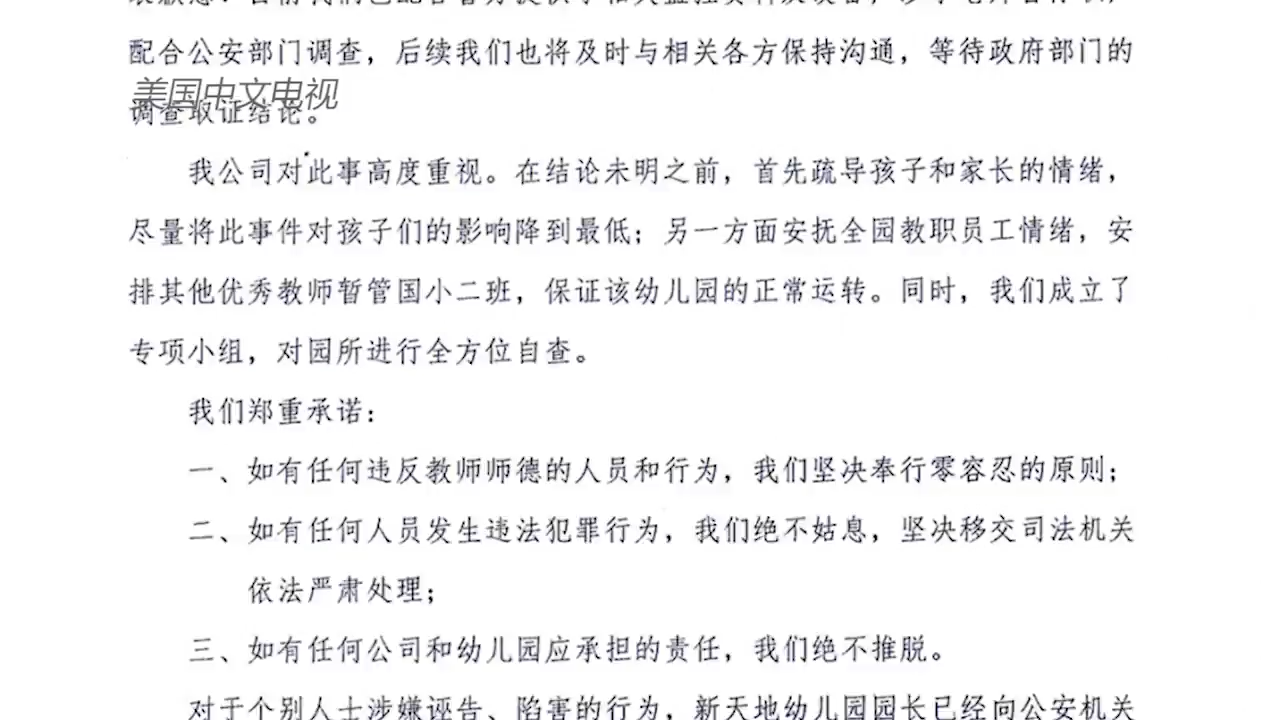 配合公安部门调查，后续我们也将及时与相关各方保持沟通，等待政府部门的
美国中文电视
调查取证结论。
我公司对此事高度重视。在结论未明之前，首先疏导孩子和家长的情绪，
尽量将此事件对孩子们的影响降到最低；另一方面安抚全园教职员工情绪，安
排其他优秀教师暂管国小二班，保证该幼儿园的正常运转。同时，我们成立了
专项小组，对园所进行全方位自查。
我们郑重承诺：
一、如有任何违反教师师德的人员和行为，我们坚决奉行零容忍的原则；
二、如有任何人员发生违法犯罪行为，我们绝不姑息，坚决移交司法机关
依法严肃处理；
三、如有任何公司和幼儿园应承担的责任，我们绝不推脱。
对于个别人士涉嫌诬告、陷害的行为，新天地幼儿园园长已经向公安机关